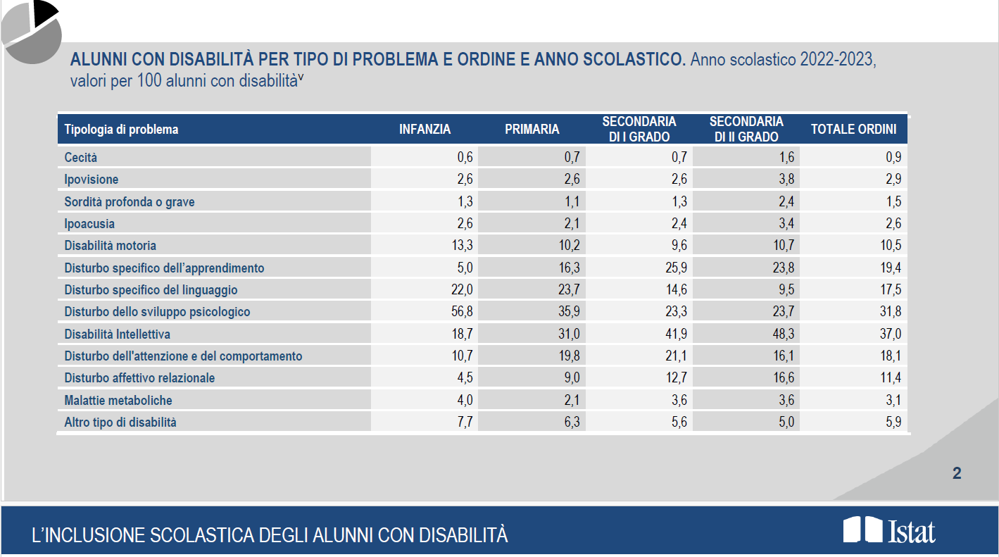 ALUNNI CON DISABILITÀ PER TIPO DI PROBLEMA E ORDINE E ANNO SCOLASTICO. Anno scolastico 2022-2023,
valori per 100 alunni con disabilitàᵛ
Tipologia di problema INFANZIA PRIMARIA SECONDARIA DI I GRADO SECONDARIA DI II GRADO TOTALE ORDINI
Cecità 0,6 0,7 0,7 1,6 0,9
Ipovisione 2,6 2,6 2,6 3,8 2,9
Sordità profonda o grave 1,3 1,1 1,3 2,4 1,5
Ipoacusia 2,6 2,1 2,4 3,4 2,6
Disabilità motoria 13,3 10,2 9,6 10,7 10,5
Disturbo specifico dell’apprendimento 5,0 16,3 25,9 23,8 19,4
Disturbo specifico del linguaggio 22,0 23,7 14,6 9,5 17,5
Disturbo dello sviluppo psicologico 56,8 35,9 23,3 23,7 31,8
Disabilità Intellettiva 18,7 31,0 41,9 48,3 37,0
Disturbo dell'attenzione e del comportamento 10,7 19,8 21,1 16,1 18,1
Disturbo affettivo relazionale 4,5 9,0 12,7 16,6 11,4
Malattie metaboliche 4,0 2,1 3,6 3,6 3,1
Altro tipo di disabilità 7,7 6,3 5,6 5,0 5,9
2
L’INCLUSIONE SCOLASTICA DEGLI ALUNNI CON DISABILITÀ
Istat